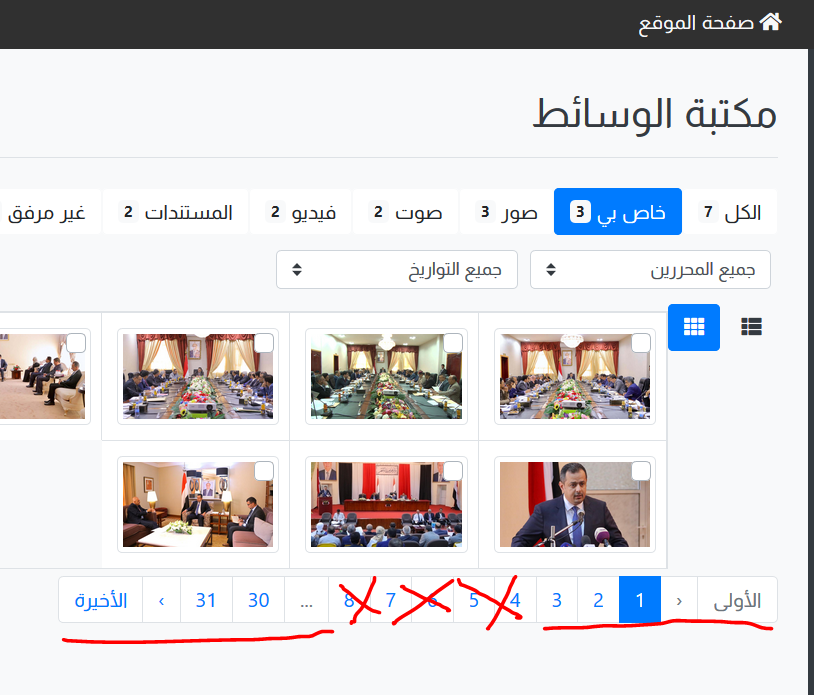 صفحة الموقع
مكتبة الوسائط
الكل 7 خاص بي 3 صور 3 صوت 2 فيديو 2 المستندات 2 غير مرفق
جميع المحررين جميع التواريخ
الأولى ‹ 1 2 3 4 5 6 7 8 ... 30 31 › الأخيرة